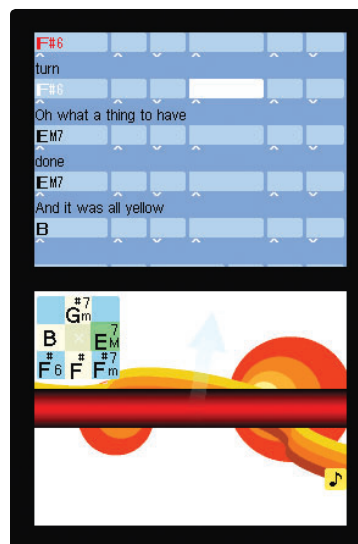 F#6
turn
F#6
Oh what a thing to have
EM7
done
EM7
And it was all yellow
B
G#m7
B EM7
F#6 F# F#m7
♪